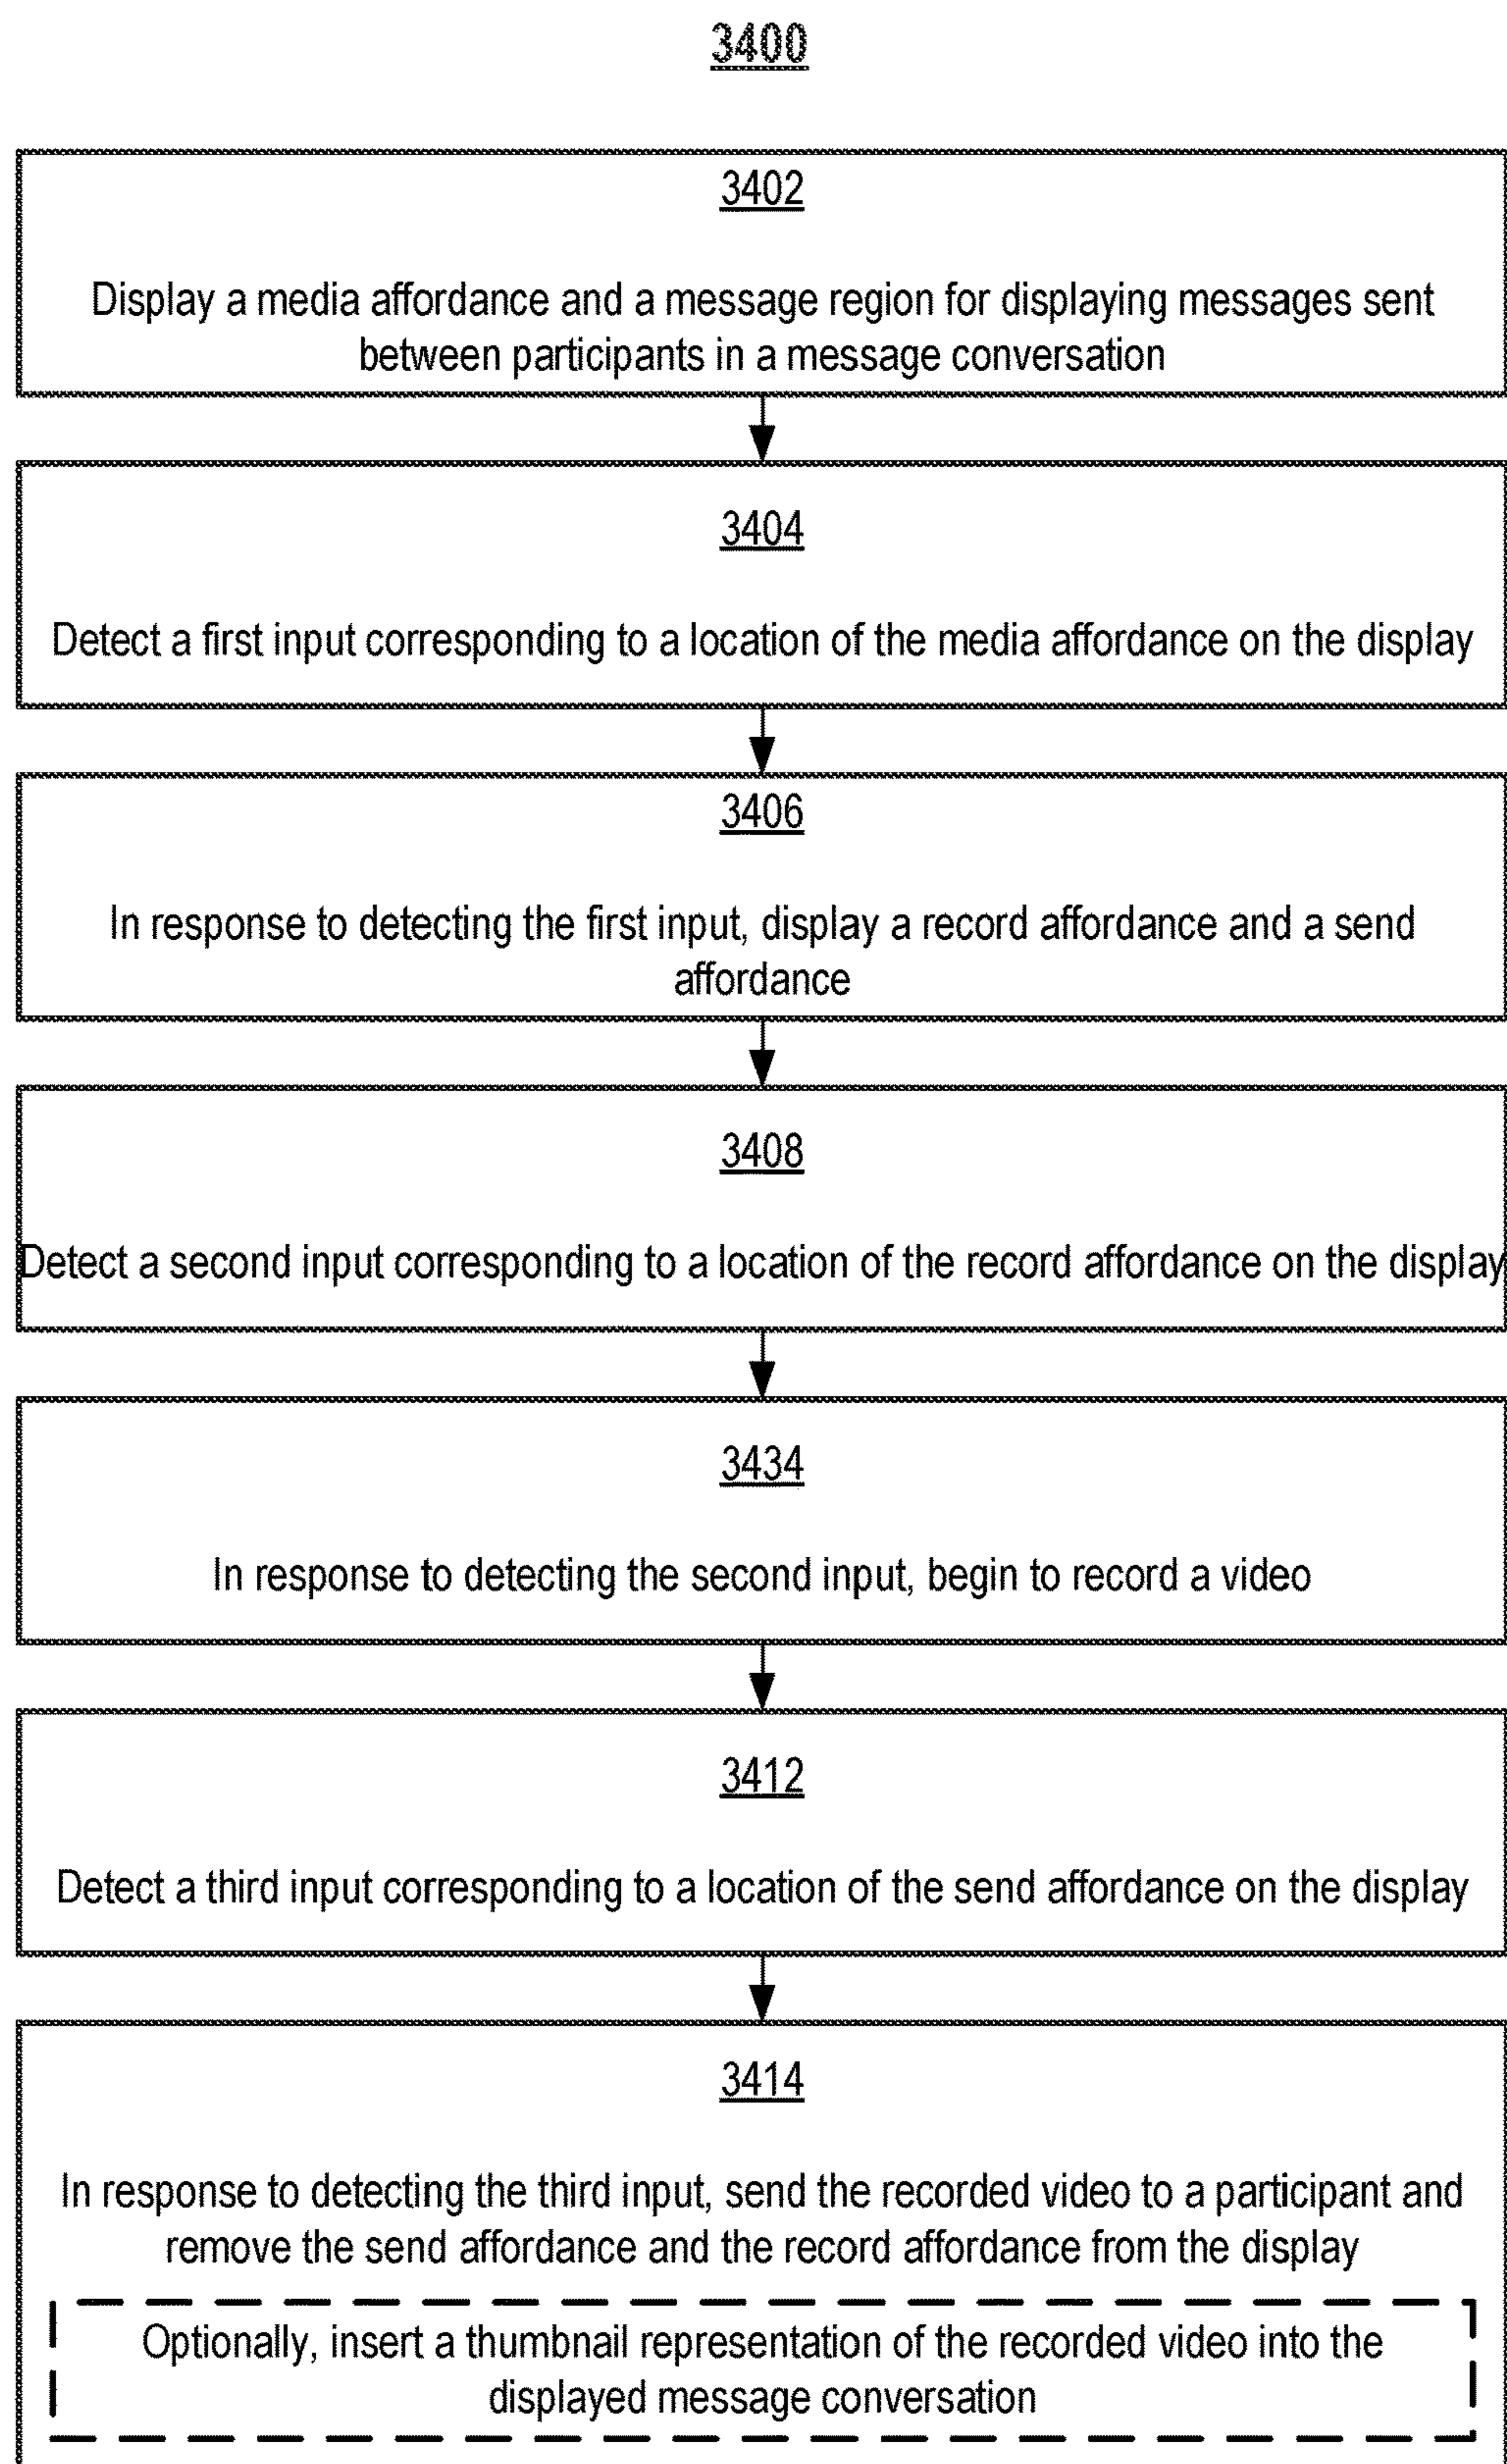 3400
3402
Display a media affordance and a message region for displaying messages sent
between participants in a message conversation
3404
Detect a first input corresponding to a location of the media affordance on the display
3406
In response to detecting the first input, display a record affordance and a send
affordance
3408
Detect a second input corresponding to a location of the record affordance on the display
3434
In response to detecting the second input, begin to record a video
3412
Detect a third input corresponding to a location of the send affordance on the display
3414
In response to detecting the third input, send the recorded video to a participant and
remove the send affordance and the record affordance from the display
Optionally, insert a thumbnail representation of the recorded video into the
displayed message conversation